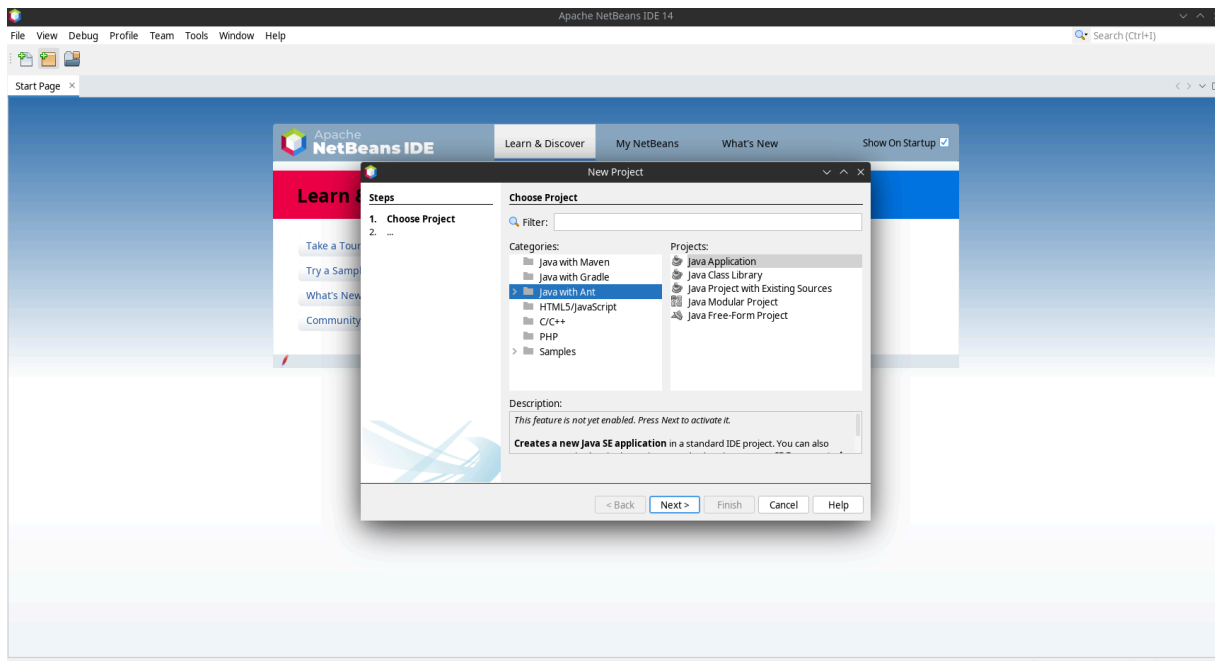 Apache NetBeans IDE 14
File View Debug Profile Team Tools Window Help
Search (Ctrl+I)
Start Page
Apache
NetBeans IDE
Learn & Discover My NetBeans What's New Show On Startup
Learn
Take a Tour
Try a Sampl
What's New
Community
New Project
Steps
1. Choose Project
2. ...
Choose Project
Filter:
Categories:
Java with Maven
Java with Gradle
Java with Ant
HTML5/JavaScript
C/C++
PHP
Samples
Projects:
Java Application
Java Class Library
Java Project with Existing Sources
Java Modular Project
Java Free-Form Project
Description:
This feature is not yet enabled. Press Next to activate it.
Creates a new Java SE application in a standard IDE project. You can also
< Back Next > Finish Cancel Help